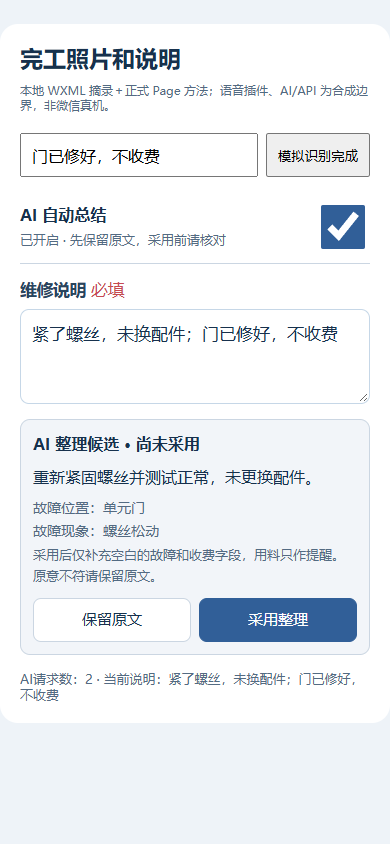 完工照片和说明
本地 WXML 摘录 + 正式 Page 方法；语音插件、AI/API 为合成边
界，非微信真机。
门已修好，不收费
模拟识别完成
AI 自动总结
已开启 · 先保留原文，采用前请核对
维修说明 必填
紧了螺丝，未换配件；门已修好，不收费
AI 整理候选 · 尚未采用
重新紧固螺丝并测试正常，未更换配件。
故障位置：单元门
故障现象：螺丝松动
采用后仅补充空白的故障和收费字段，用料只作提醒。
原意不符请保留原文。
保留原文
采用整理
AI请求数：2 · 当前说明：紧了螺丝，未换配件；门已修好，
不收费